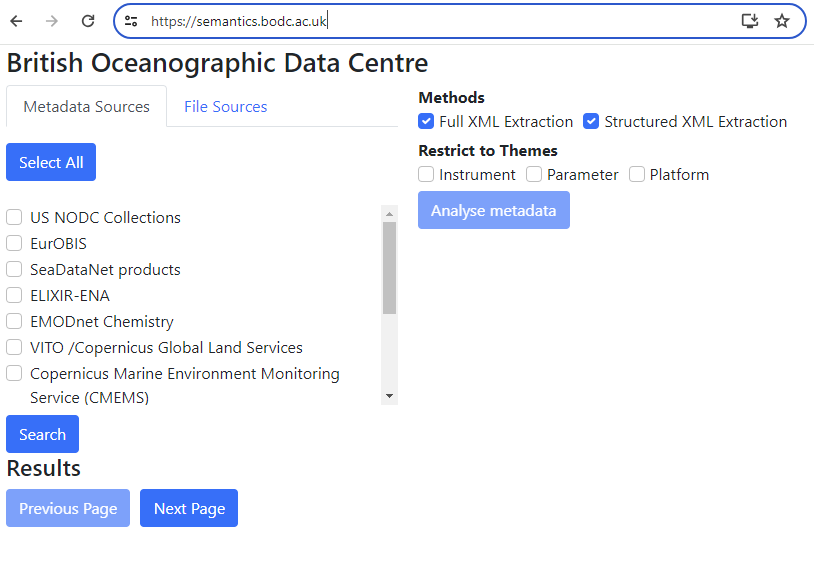 https://semantics.bodc.ac.uk
British Oceanographic Data Centre
Metadata Sources
File Sources
Select All
US NODC Collections
EurOBIS
SeaDataNet products
ELIXIR-ENA
EMODnet Chemistry
VITO /Copernicus Global Land Services
Copernicus Marine Environment Monitoring
Service (CMEMS)
Search
Methods
Full XML Extraction
Structured XML Extraction
Restrict to Themes
Instrument
Parameter
Platform
Analyse metadata
Results
Previous Page
Next Page